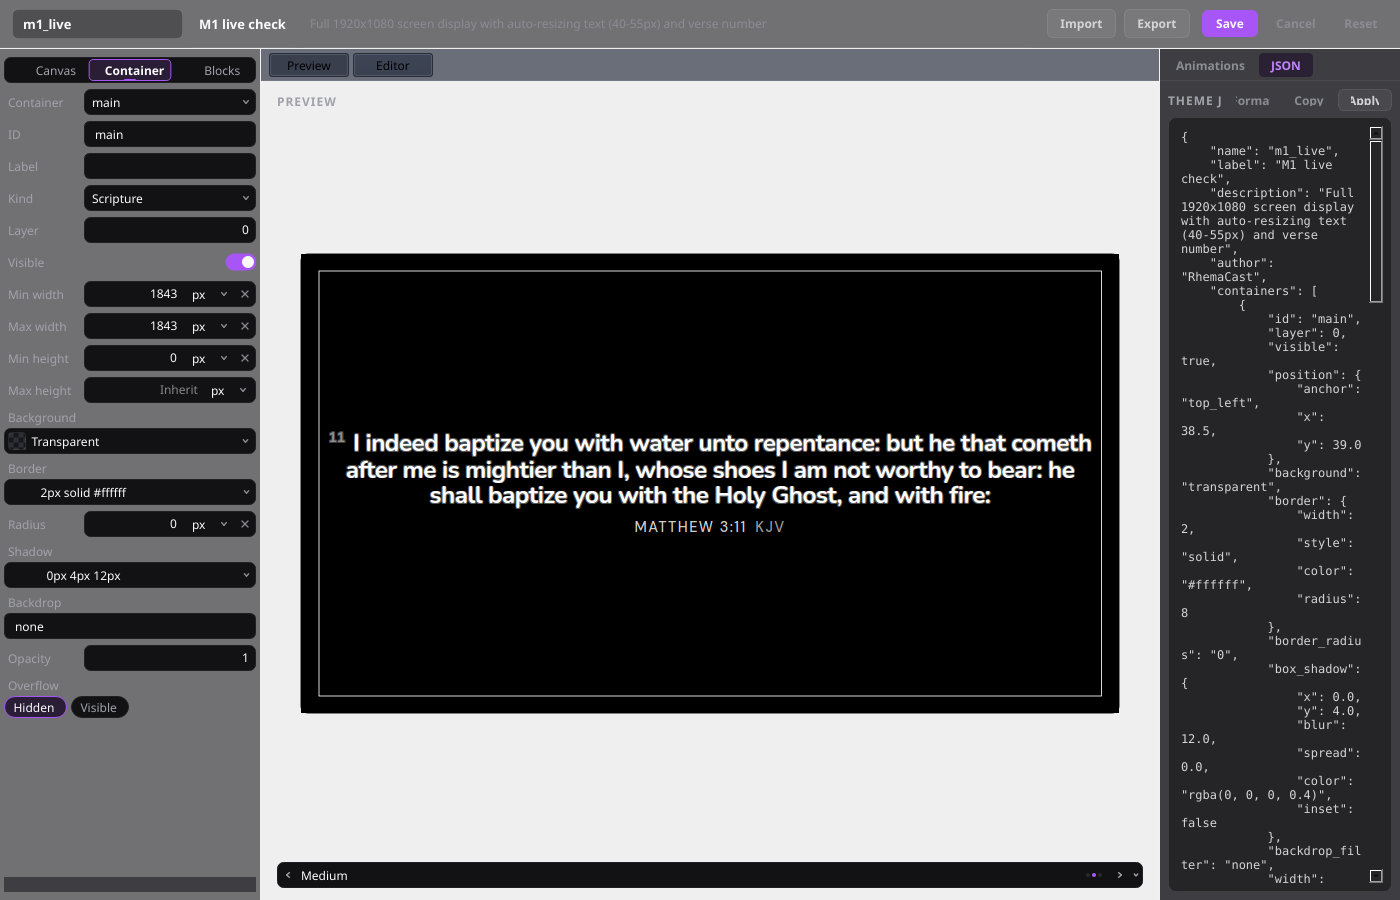 m1_live
M1 live check
Full 1920x1080 screen display with auto-resizing text (40-55px) and verse number
Import
Export
Save
Cancel
Reset
Canvas
Container
Blocks
Container
main
ID
main
Label
Kind
Scripture
Layer
0
Visible
Min width
1843 px
Max width
1843 px
Min height
0 px
Max height
Inherit px
Background
Transparent
Border
2px solid #ffffff
Radius
0 px
Shadow
0px 4px 12px
Backdrop
none
Opacity
1
Overflow
Hidden
Visible
Preview
Editor
PREVIEW
11 I indeed baptize you with water unto repentance: but he that cometh
after me is mightier than I, whose shoes I am not worthy to bear: he
shall baptize you with the Holy Ghost, and with fire:
MATTHEW 3:11 KJV
Medium
Animations
JSON
THEME J
Forma
Copy
Apply
{
"name": "m1_live",
"label": "M1 live
check",
"description": "Full
1920x1080 screen display
with auto-resizing text
(40-55px) and verse
number",
"author":
"RhemaCast",
"containers": [
{
"id": "main",
"layer": 0,
"visible":
true,
"position": {
"anchor":
"top_left",
"x":
38.5,
"y": 39.0
},
"background":
"transparent",
"border": {
"width":
2,
"style":
"solid",
"color":
"#ffffff",
"radius":
8
},
"border_radiu
s": "0",
"box_shadow":
{
"x": 0.0,
"y": 4.0,
"blur":
12.0,
"spread":
0.0,
"color":
"rgba(0, 0, 0, 0.4)",
"inset":
false
},
"backdrop_fil
ter": "none",
"width":